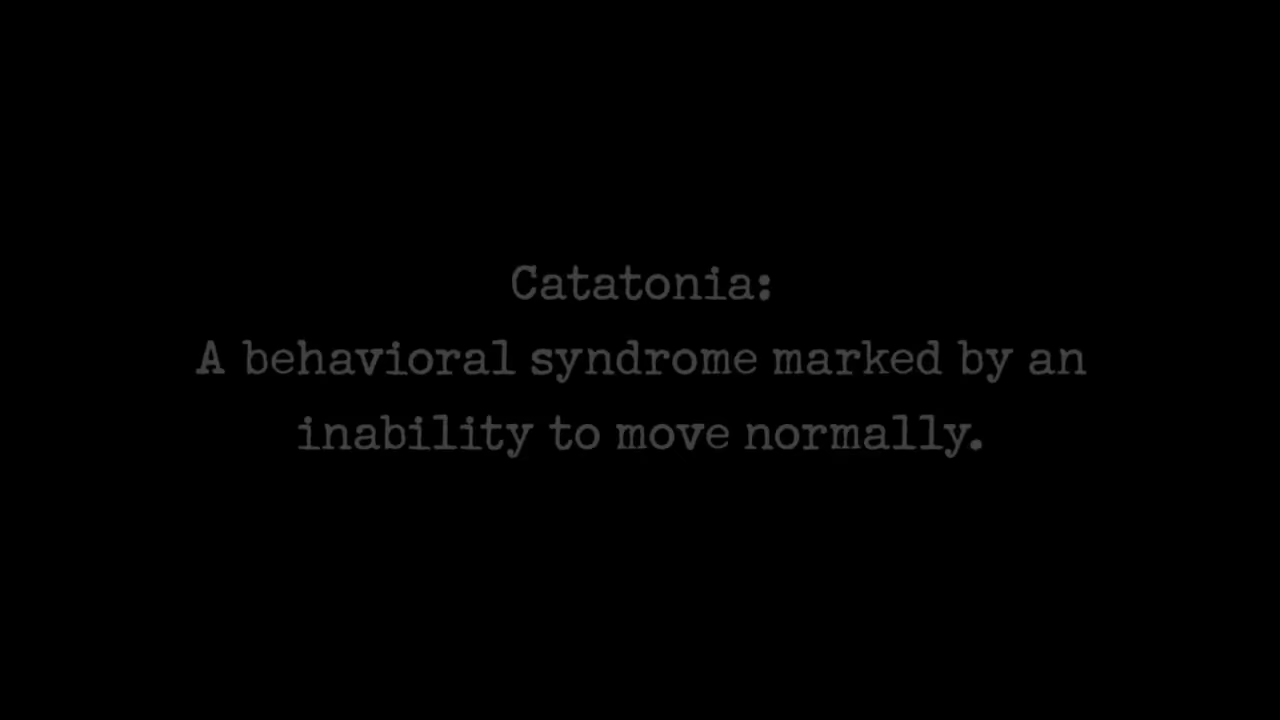 Catatonia:
A behavioral syndrome marked by an
inability to move normally.